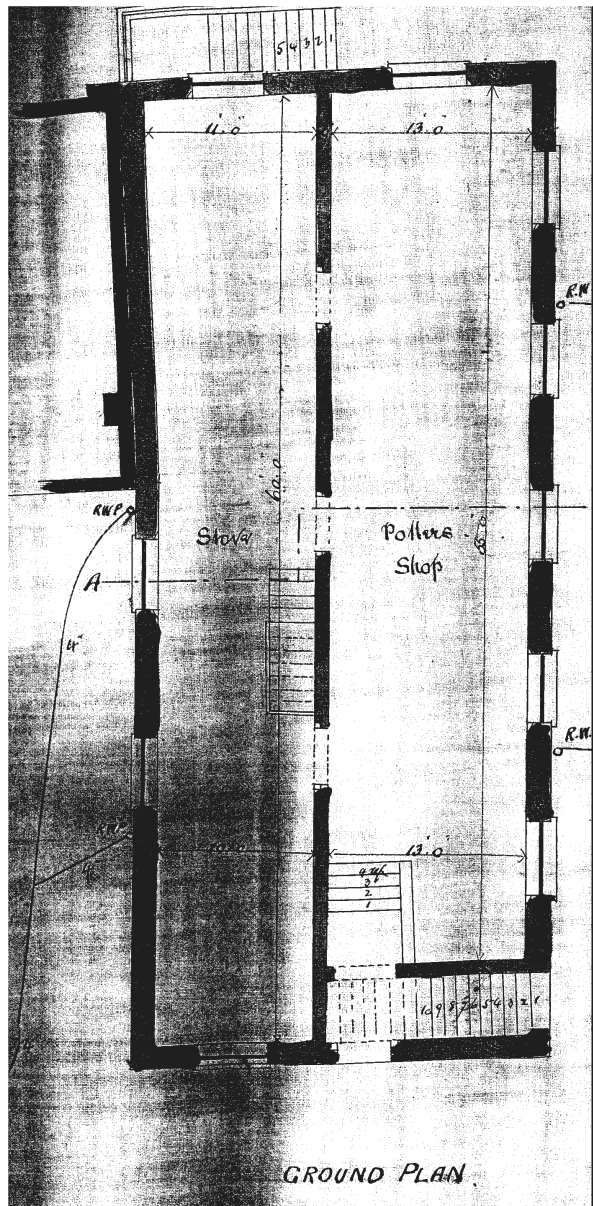 5 4 3 2 1
11'.0"
13'.0"
R.W.
60'.0"
R.W.P.
Stove
Potters
Shop
A
4"
R.W.
13'.0"
3
2
1
10 9 8 7 6 5 4 3 2 1
4"
GROUND PLAN.